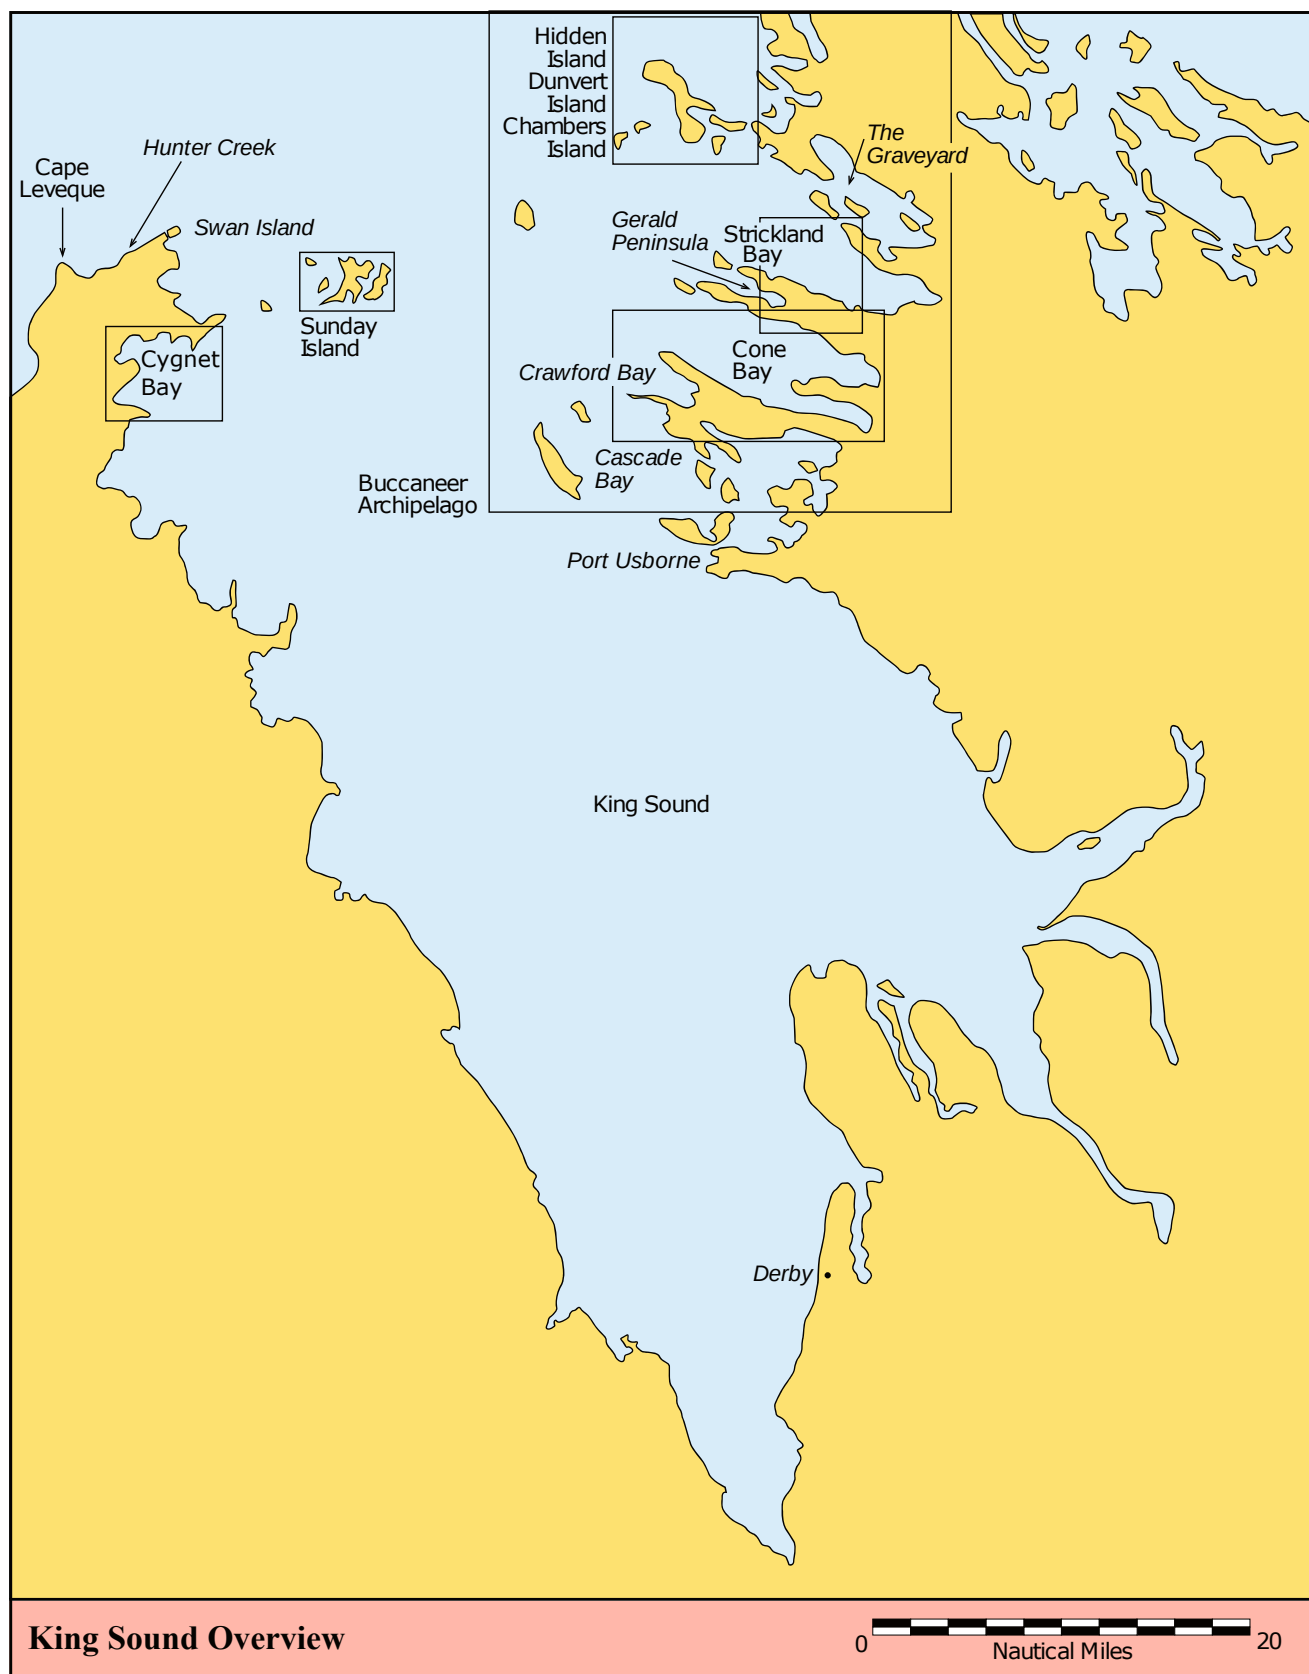 Hidden
Island
Dunvert
Island
Chambers
Island
The
Graveyard
Hunter Creek
Cape
Leveque
Swan Island
Gerald
Peninsula
Strickland
Bay
Sunday
Island
Cygnet
Bay
Cone
Bay
Crawford Bay
Cascade
Bay
Buccaneer
Archipelago
Port Usborne
King Sound
Derby
King Sound Overview
0
20
Nautical Miles